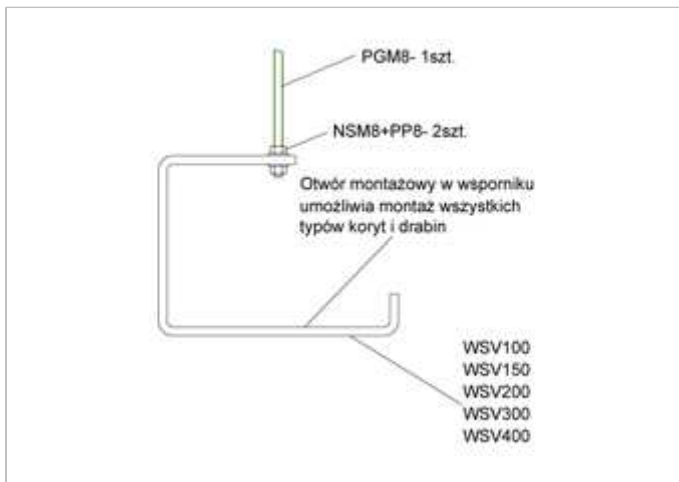 PGM8- 1szt.
NSM8+PP8- 2szt.
Otwór montażowy w wsporniku
umożliwia montaż wszystkich
typów koryt i drabin
WSV100
WSV150
WSV200
WSV300
WSV400